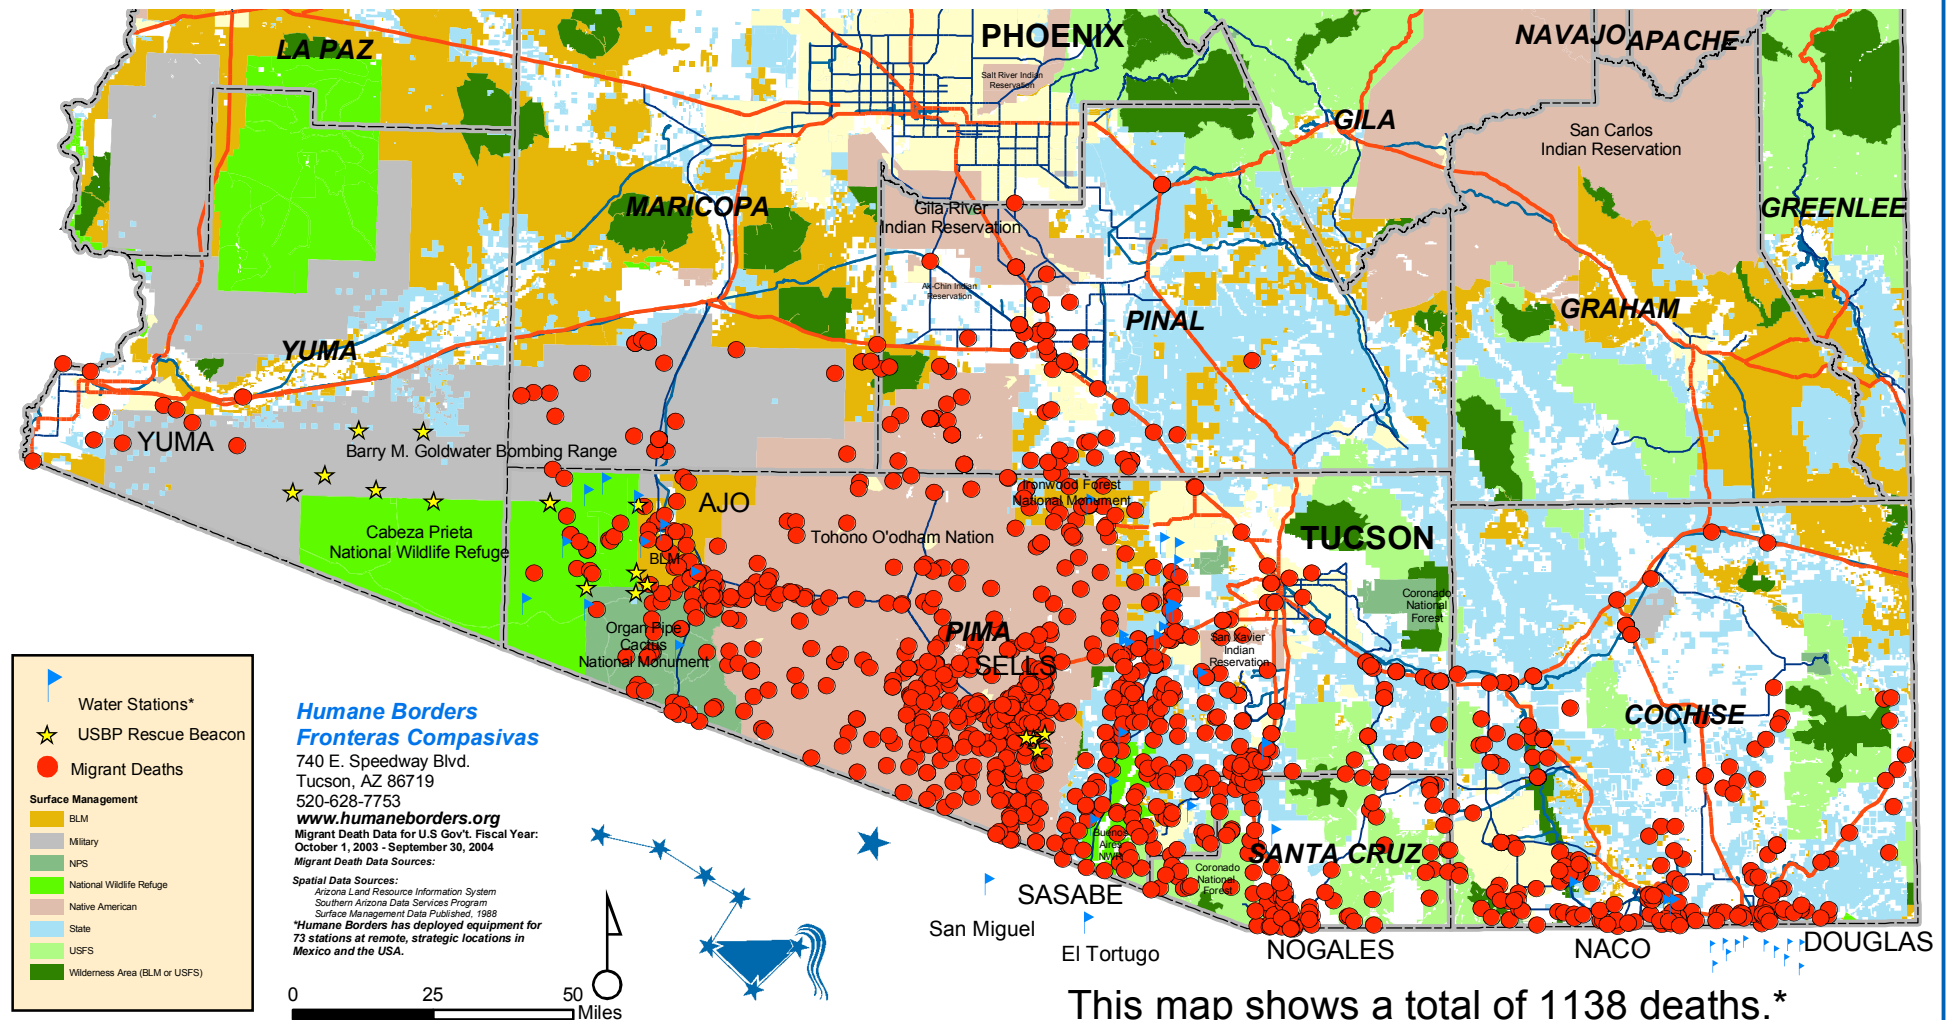 PHOENIX
NAVAJO
APACHE
LA PAZ
Salt River Indian
Reservation
GILA
San Carlos
Indian Reservation
MARICOPA
Gila River
Indian Reservation
GREENLEE
Ak-Chin Indian
Reservation
PINAL
GRAHAM
YUMA
YUMA
Barry M. Goldwater Bombing Range
AJO
Ironwood Forest
National Monument
Cabeza Prieta
National Wildlife Refuge
Tohono O'odham Nation
TUCSON
BLM
Coronado
National
Forest
Organ Pipe
Cactus
National Monument
PIMA
SELLS
San Xavier
Indian
Reservation
COCHISE
Water Stations*
USBP Rescue Beacon
Migrant Deaths
Surface Management
BLM
Military
NPS
National Wildlife Refuge
Native American
State
USFS
Wilderness Area (BLM or USFS)
Humane Borders
Fronteras Compasivas
740 E. Speedway Blvd.
Tucson, AZ 86719
520-628-7753
www.humaneborders.org
Migrant Death Data for U.S Gov't. Fiscal Year:
October 1, 2003 - September 30, 2004
Migrant Death Data Sources:
Spatial Data Sources:
Arizona Land Resource Information System
Southern Arizona Data Services Program
Surface Management Data Published, 1988
*Humane Borders has deployed equipment for
73 stations at remote, strategic locations in
Mexico and the USA.
0 25 50
Miles
Buenos
Aires
NWR
SANTA CRUZ
Coronado
National
Forest
SASABE
San Miguel
El Tortugo
NOGALES
NACO
DOUGLAS
This map shows a total of 1138 deaths.*